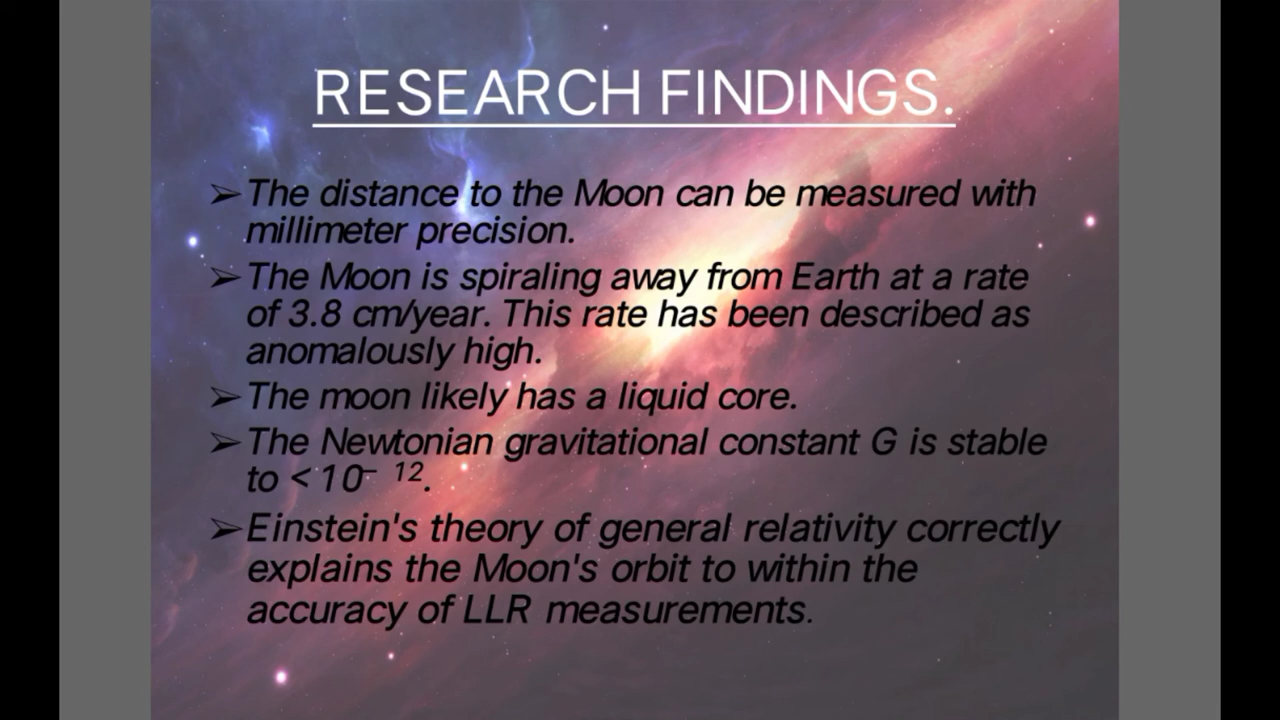 RESEARCH FINDINGS.
➢The distance to the Moon can be measured with
millimeter precision.
➢The Moon is spiraling away from Earth at a rate
of 3.8 cm/year. This rate has been described as
anomalously high.
➢The moon likely has a liquid core.
➢The Newtonian gravitational constant G is stable
to <10⁻ ¹².
➢Einstein's theory of general relativity correctly
explains the Moon's orbit to within the
accuracy of LLR measurements.